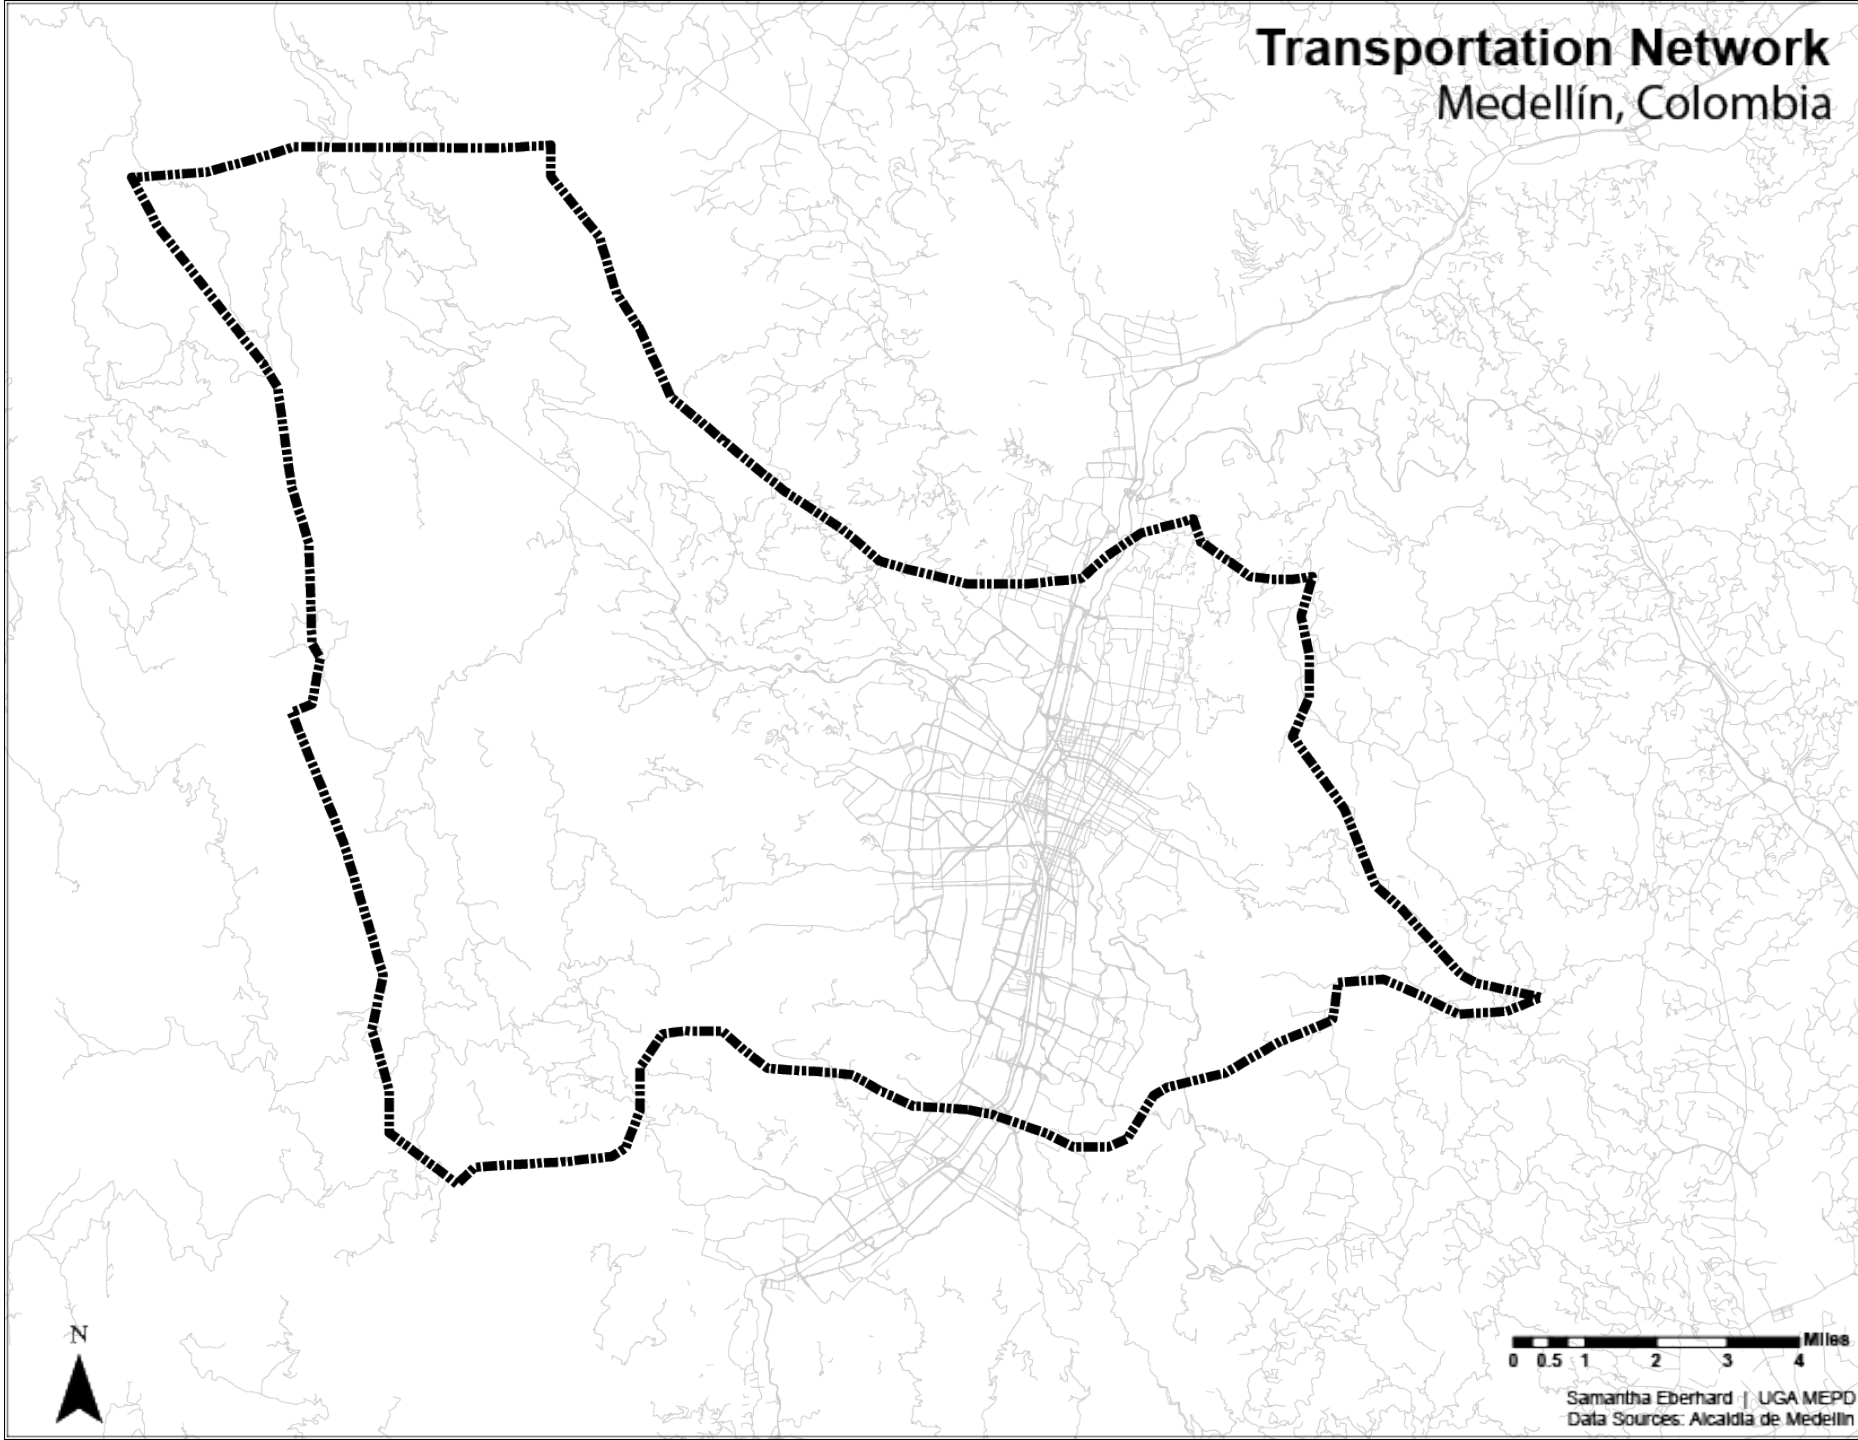 Transportation Network
Medellín, Colombia
N
Miles
0 0.5 1 2 3 4
Samantha Eberhard | UGA MEPD
Data Sources: Alcaldia de Medellin